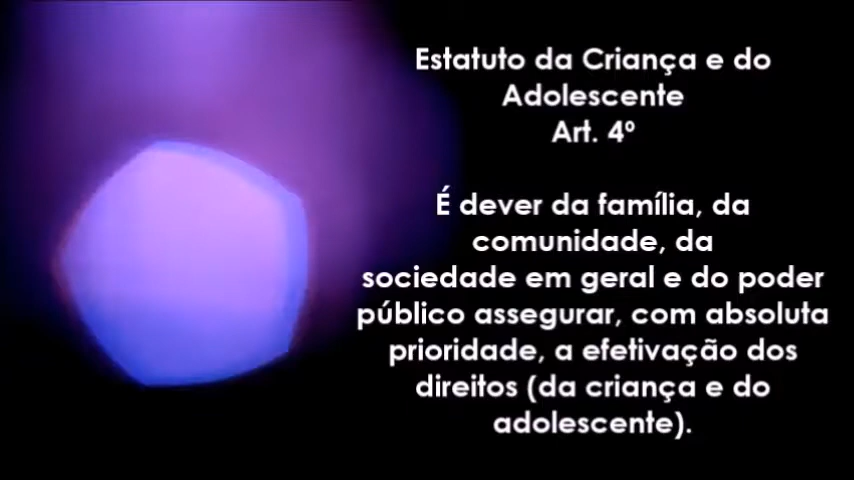 Estatuto da Criança e do
Adolescente
Art. 4º
É dever da família, da
comunidade, da
sociedade em geral e do poder
público assegurar, com absoluta
prioridade, a efetivação dos
direitos (da criança e do
adolescente).